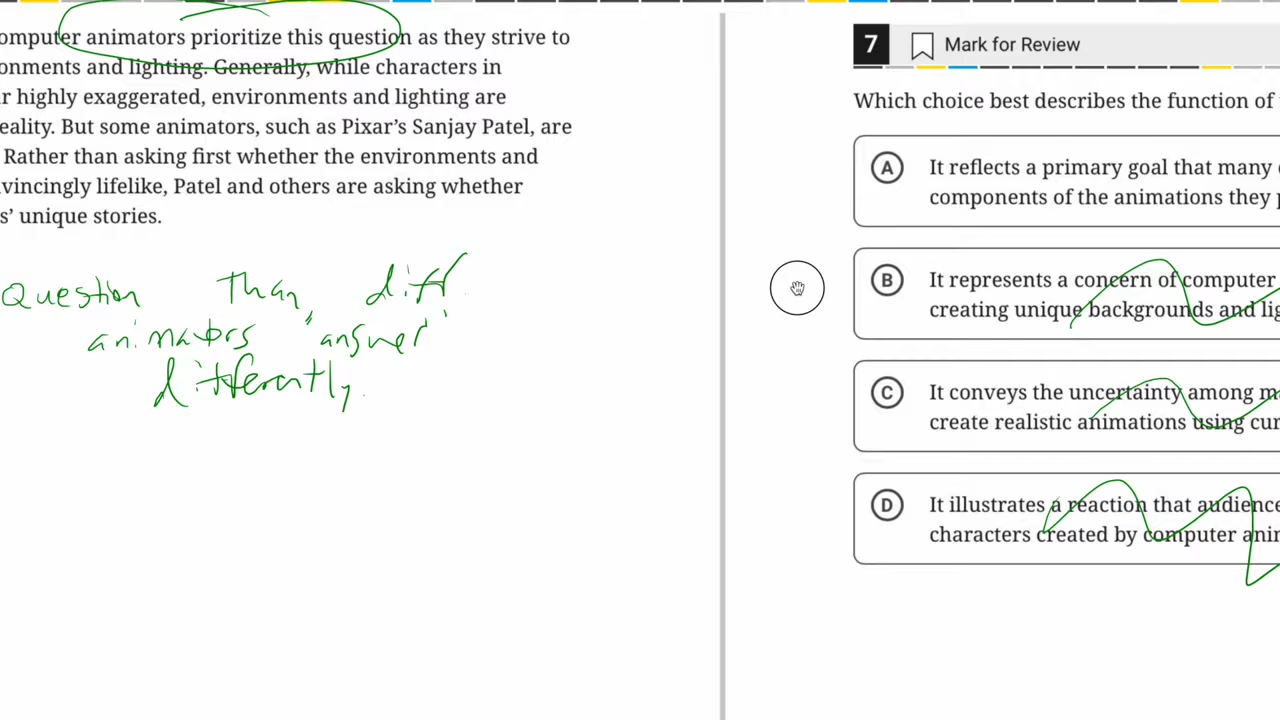 omputer animators prioritize this question as they strive to
onments and lighting. Generally, while characters in
r highly exaggerated, environments and lighting are
eality. But some animators, such as Pixar's Sanjay Patel, are
Rather than asking first whether the environments and
vincingly lifelike, Patel and others are asking whether
s' unique stories.
Question than diff
animators "answer"
differently
7 Mark for Review
Which choice best describes the function of
A It reflects a primary goal that many
components of the animations they p
B It represents a concern of computer
creating unique backgrounds and lig
C It conveys the uncertainty among ma
create realistic animations using cur
D It illustrates a reaction that audience
characters created by computer anim